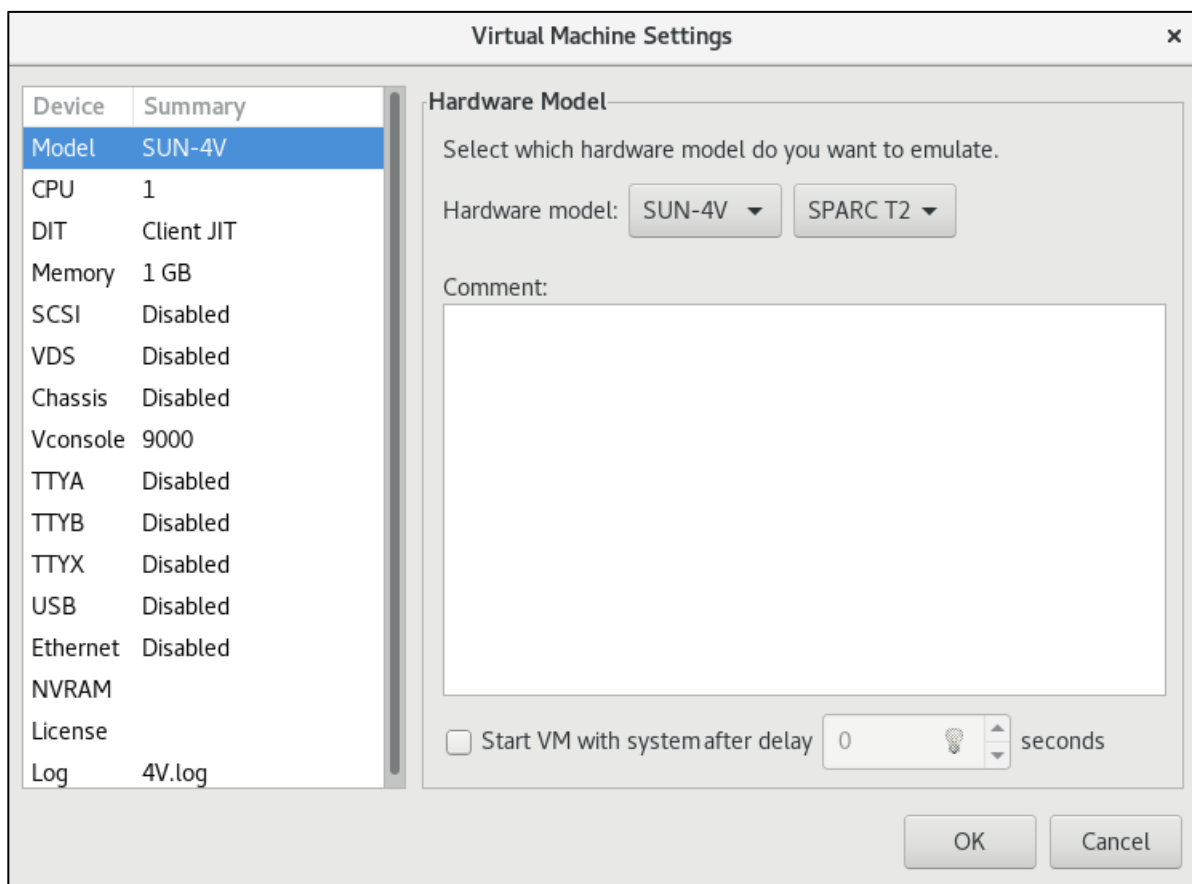 Virtual Machine Settings ×
Device Summary
Model SUN-4V
CPU 1
DIT Client JIT
Memory 1 GB
SCSI Disabled
VDS Disabled
Chassis Disabled
Vconsole 9000
TTYA Disabled
TTYB Disabled
TTYX Disabled
USB Disabled
Ethernet Disabled
NVRAM
License
Log 4V.log
Hardware Model
Select which hardware model do you want to emulate.
Hardware model: SUN-4V SPARC T2
Comment:
Start VM with system after delay 0 seconds
OK Cancel